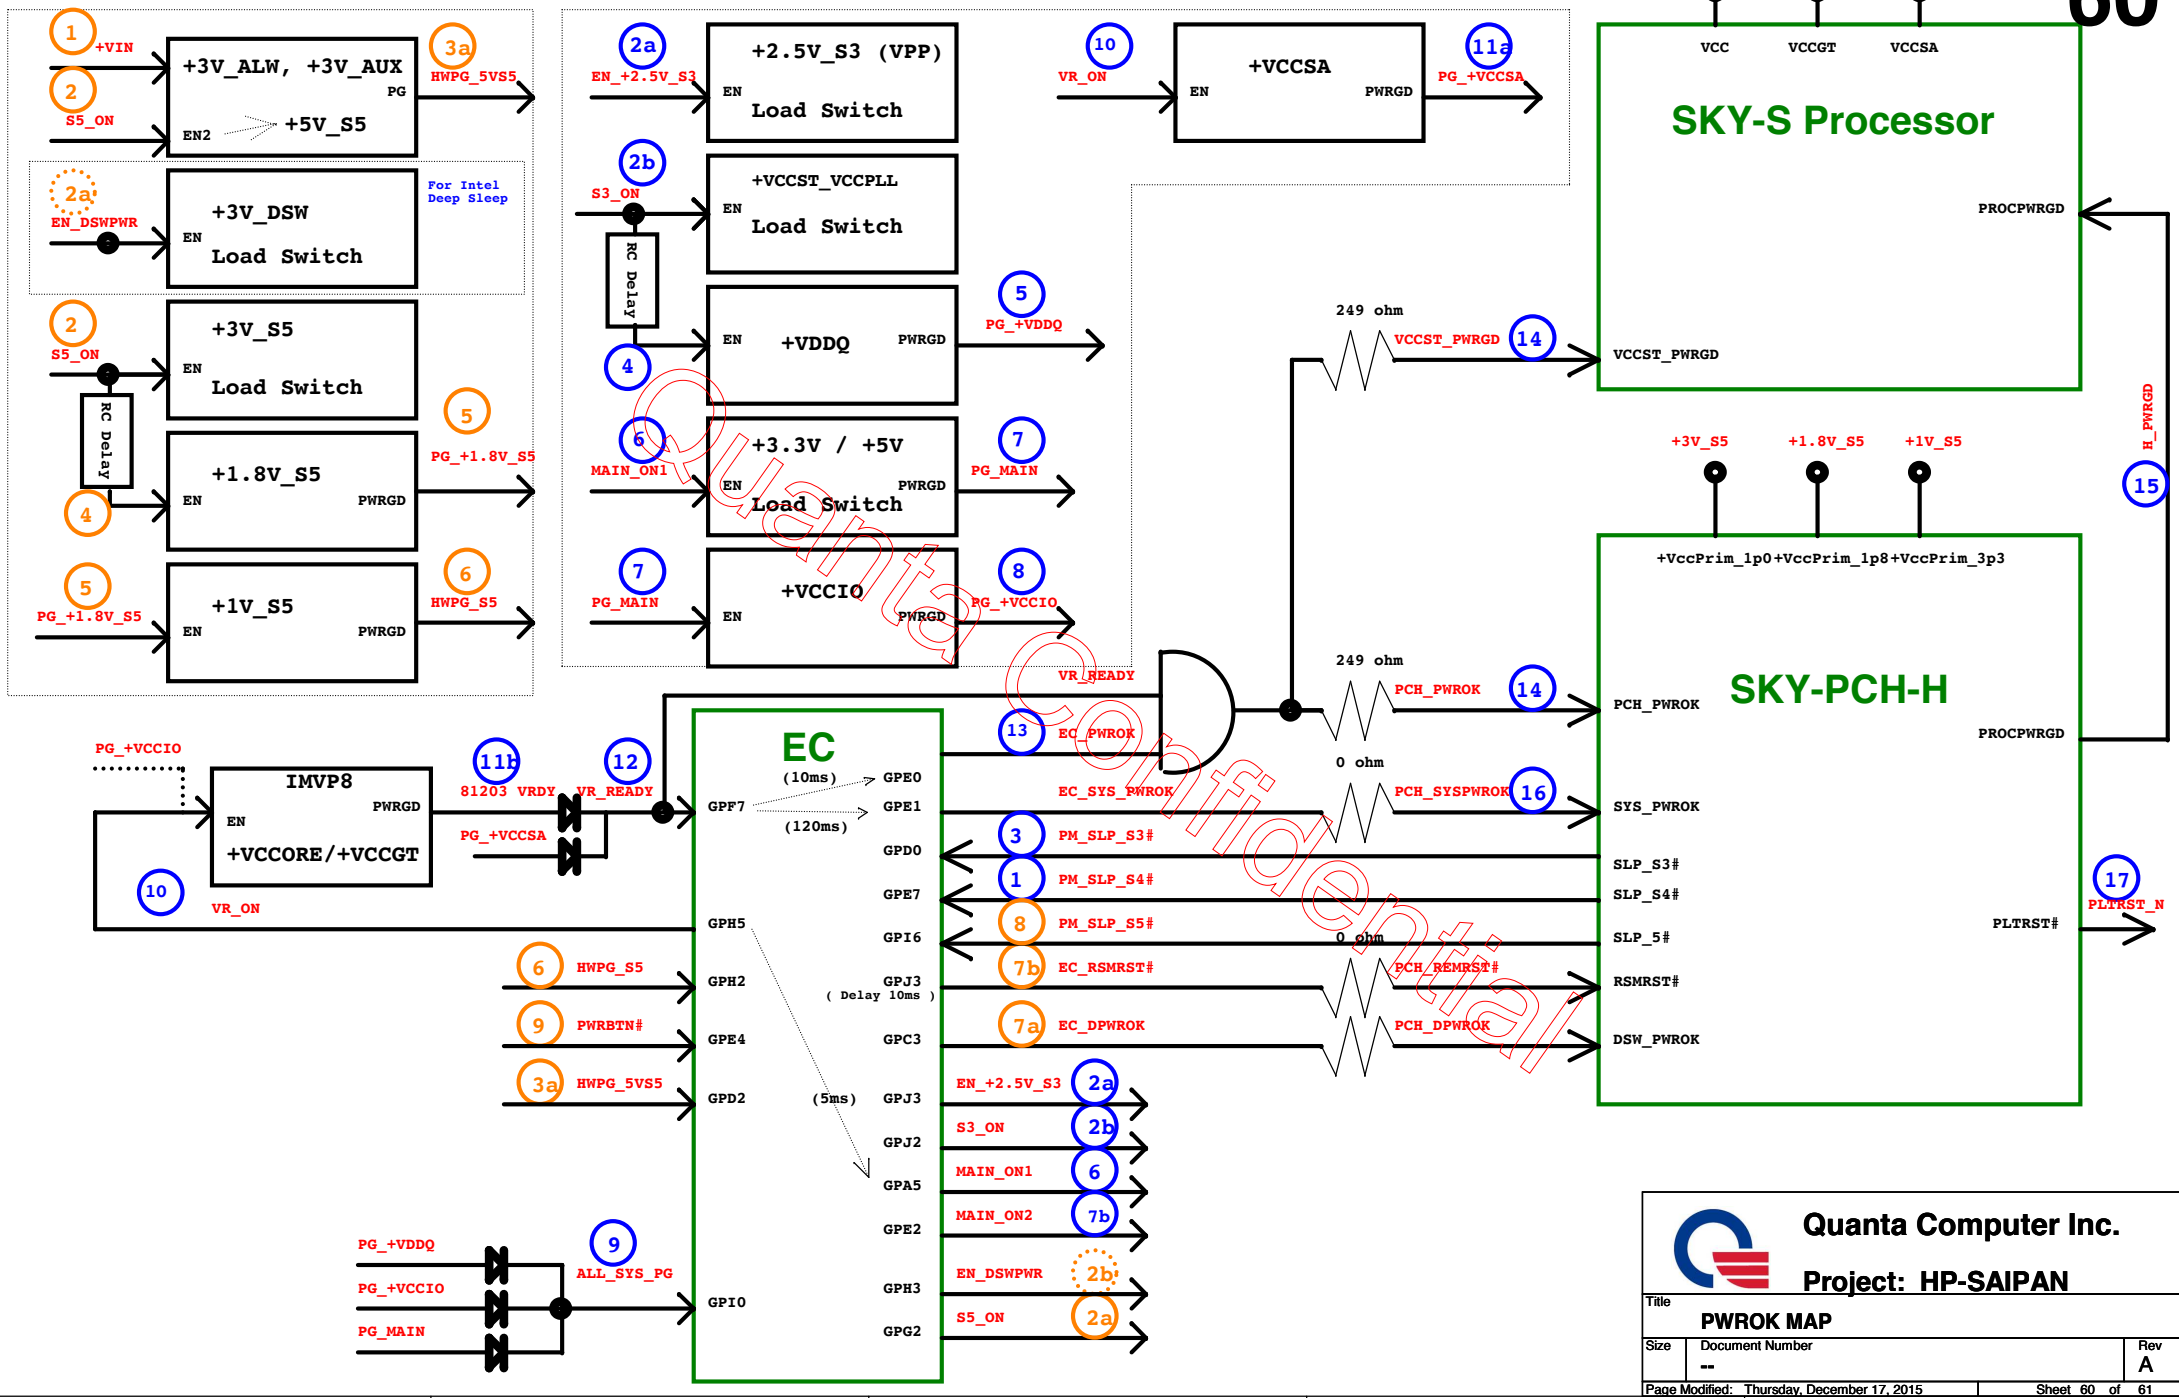 60
1
+VIN
2
S5_ON
+3V_ALW, +3V_AUX
PG
EN2
+5V_S5
3a
HWPG_5VS5
2a
EN_DSWPWR
+3V_DSW
EN
Load Switch
For Intel
Deep Sleep
2
S5_ON
+3V_S5
EN
Load Switch
RC Delay
4
+1.8V_S5
EN
PWRGD
5
PG_+1.8V_S5
5
PG_+1.8V_S5
+1V_S5
EN
PWRGD
6
HWPG_S5
2a
EN_+2.5V_S3
+2.5V_S3 (VPP)
EN
Load Switch
2b
S3_ON
+VCCST_VCCPLL
EN
Load Switch
RC Delay
4
EN
+VDDQ
PWRGD
5
PG_+VDDQ
6
MAIN_ON1
+3.3V / +5V
EN
PWRGD
Load Switch
7
PG_MAIN
7
PG_MAIN
+VCCIO
EN
PWRGD
8
PG_+VCCIO
10
VR_ON
+VCCSA
EN
PWRGD
11a
PG_+VCCSA
VCC
VCCGT
VCCSA
SKY-S Processor
PROCPWRGD
VCCST_PWRGD
249 ohm
VCCST_PWRGD
14
H_PWRGD
15
+3V_S5
+1.8V_S5
+1V_S5
+VccPrim_1p0
+VccPrim_1p8
+VccPrim_3p3
SKY-PCH-H
PCH_PWROK
PROCPWRGD
SYS_PWROK
SLP_S3#
SLP_S4#
SLP_5#
RSMRST#
DSW_PWROK
PLTRST#
17
PLTRST_N
VR_READY
13
EC_PWROK
249 ohm
PCH_PWROK
14
EC_SYS_PWROK
0 ohm
PCH_SYSPWROK
16
3
PM_SLP_S3#
1
PM_SLP_S4#
8
PM_SLP_S5#
0 ohm
7b
EC_RSMRST#
PCH_REMRST#
7a
EC_DPWROK
PCH_DPWROK
PG_+VCCIO
IMVP8
PWRGD
EN
+VCCORE/+VCCGT
10
VR_ON
11b
81203 VRDY
PG_+VCCSA
12
VR_READY
EC
(10ms)
GPE0
GPF7
GPE1
(120ms)
GPD0
GPE7
GPH5
GPI6
GPH2
GPJ3
( Delay 10ms )
GPE4
GPC3
GPD2
(5ms)
GPJ3
GPJ2
GPA5
GPE2
GPH3
GPI0
GPG2
6
HWPG_S5
9
PWRBTN#
3a
HWPG_5VS5
EN_+2.5V_S3
2a
S3_ON
2b
MAIN_ON1
6
MAIN_ON2
7b
EN_DSWPWR
2b
S5_ON
2a
PG_+VDDQ
PG_+VCCIO
PG_MAIN
9
ALL_SYS_PG
Quanta Confidential
Quanta Computer Inc.
Project: HP-SAIPAN
Title
PWROK MAP
Size
Document Number
Rev
--
A
Page Modified: Thursday, December 17, 2015
Sheet 60 of 61